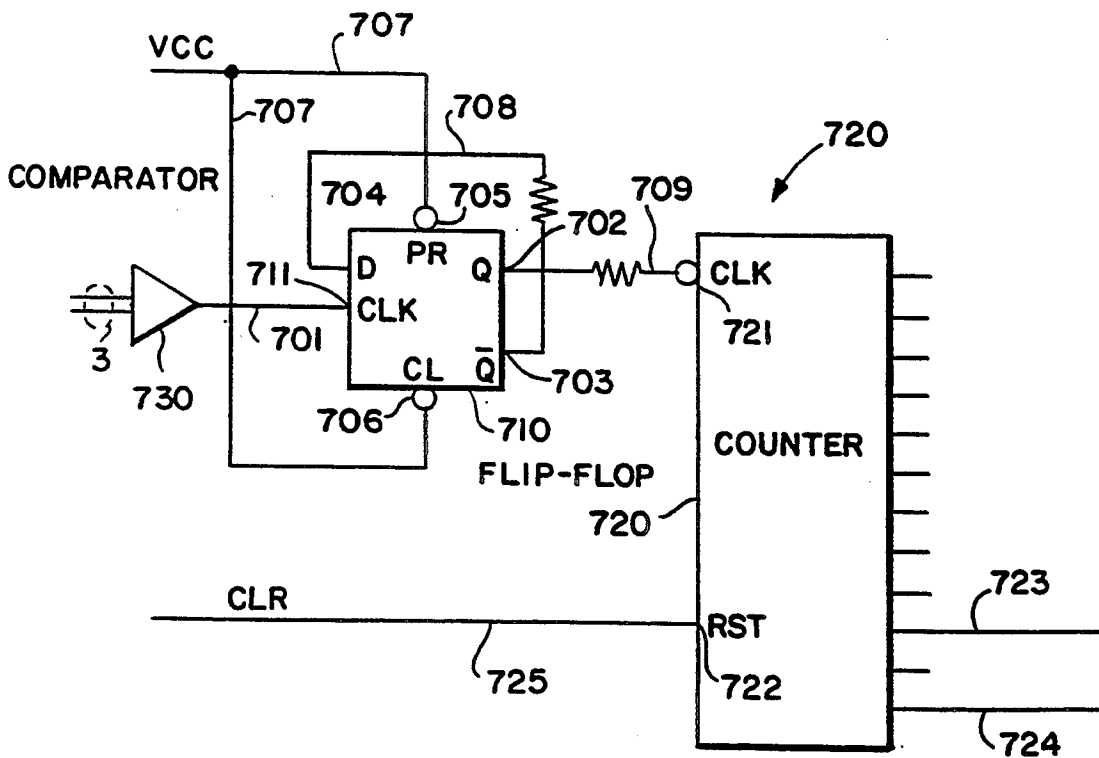 VCC
707
707
708
720
COMPARATOR
704
705
702
709
D
PR
Q
CLK
711
CLK
721
701
3
730
CL
Q̅
703
706
710
COUNTER
FLIP-FLOP
720
CLR
RST
723
725
722
724